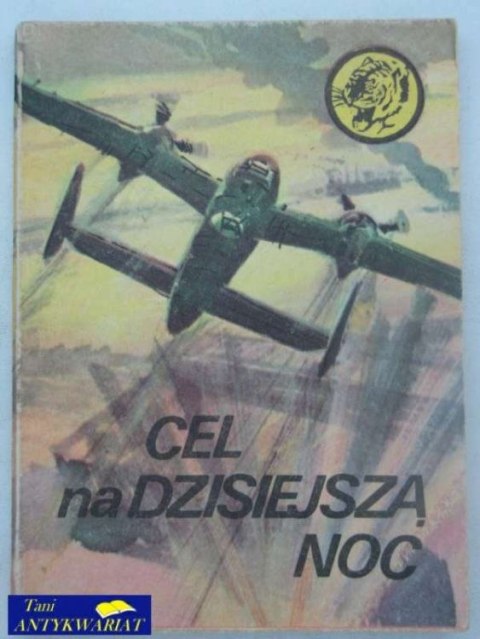 CEL
na DZISIEJSZĄ
NOC
Tani
ANTYKWARIAT